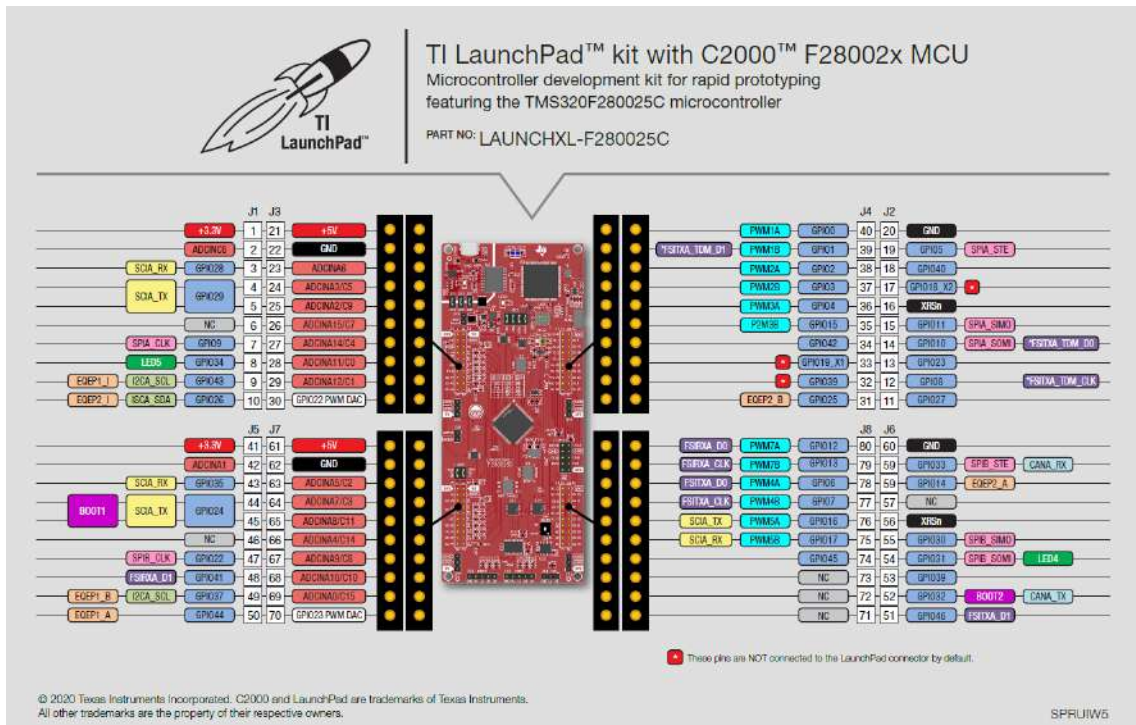 TI LaunchPad™ kit with C2000™ F28002x MCU
Microcontroller development kit for rapid prototyping
featuring the TMS320F280025C microcontroller
PART NO: LAUNCHXL-F280025C
TI
LaunchPad™
J1 J3
+3.3V 1 21 +5V
ADCINC6 2 22 GND
SCIA_RX GPIO28 3 23 ADCINA6
SCIA_TX GPIO29 4 24 ADCINA3/C5
5 25 ADCINA2/C9
NC 6 26 ADCINA15/C7
SPIA_CLK GPIO9 7 27 ADCINA14/C4
LED5 GPIO34 8 28 ADCINA11/C0
EQEP1_I I2CA_SCL GPIO43 9 29 ADCINA12/C1
EQEP2_I ISCA_SDA GPIO26 10 30 GPIO22 PWM DAC
J4 J2
PWM1A GPIO0 40 20 GND
*FSITXA_TDM_D1 PWM1B GPIO1 39 19 GPIO5 SPIA_STE
PWM2A GPIO2 38 18 GPIO40
PWM2B GPIO3 37 17 GPIO18_X2 *
PWM3A GPIO4 36 16 XRSn
P2M3B GPIO15 35 15 GPIO11 SPIA_SIMO
GPIO42 34 14 GPIO10 SPIA_SOMI *FSITXA_TDM_D0
* GPIO19_X1 33 13 GPIO23
* GPIO39 32 12 GPIO8 *FSITXA_TDM_CLK
EQEP2_B GPIO25 31 11 GPIO27
J5 J7
+3.3V 41 61 +5V
ADCINA1 42 62 GND
SCIA_RX GPIO35 43 63 ADCINA5/C2
BOOT1 SCIA_TX GPIO24 44 64 ADCINA7/C3
45 65 ADCINA8/C11
NC 46 66 ADCINA4/C14
SPIB_CLK GPIO22 47 67 ADCINA9/C8
FSIRXA_D1 GPIO41 48 68 ADCINA10/C10
EQEP1_B I2CA_SCL GPIO37 49 69 ADCINA0/C15
EQEP1_A GPIO44 50 70 GPIO23 PWM DAC
J8 J6
FSIRXA_D0 PWM7A GPIO12 80 60 GND
FSIRXA_CLK PWM7B GPIO13 79 59 GPIO33 SPIB_STE CANA_RX
FSITXA_D0 PWM4A GPIO6 78 59 GPIO14 EQEP2_A
FSITXA_CLK PWM4B GPIO7 77 57 NC
SCIA_TX PWM5A GPIO16 76 56 XRSn
SCIA_RX PWM5B GPIO17 75 55 GPIO30 SPIB_SIMO
GPIO45 74 54 GPIO31 SPIB_SOMI LED4
NC 73 53 GPIO39
NC 72 52 GPIO32 BOOT2 CANA_TX
NC 71 51 GPIO46 FSITXA_D1
* These pins are NOT connected to the LaunchPad connector by default.
© 2020 Texas Instruments Incorporated. C2000 and LaunchPad are trademarks of Texas Instruments.
All other trademarks are the property of their respective owners.
SPRUIW5